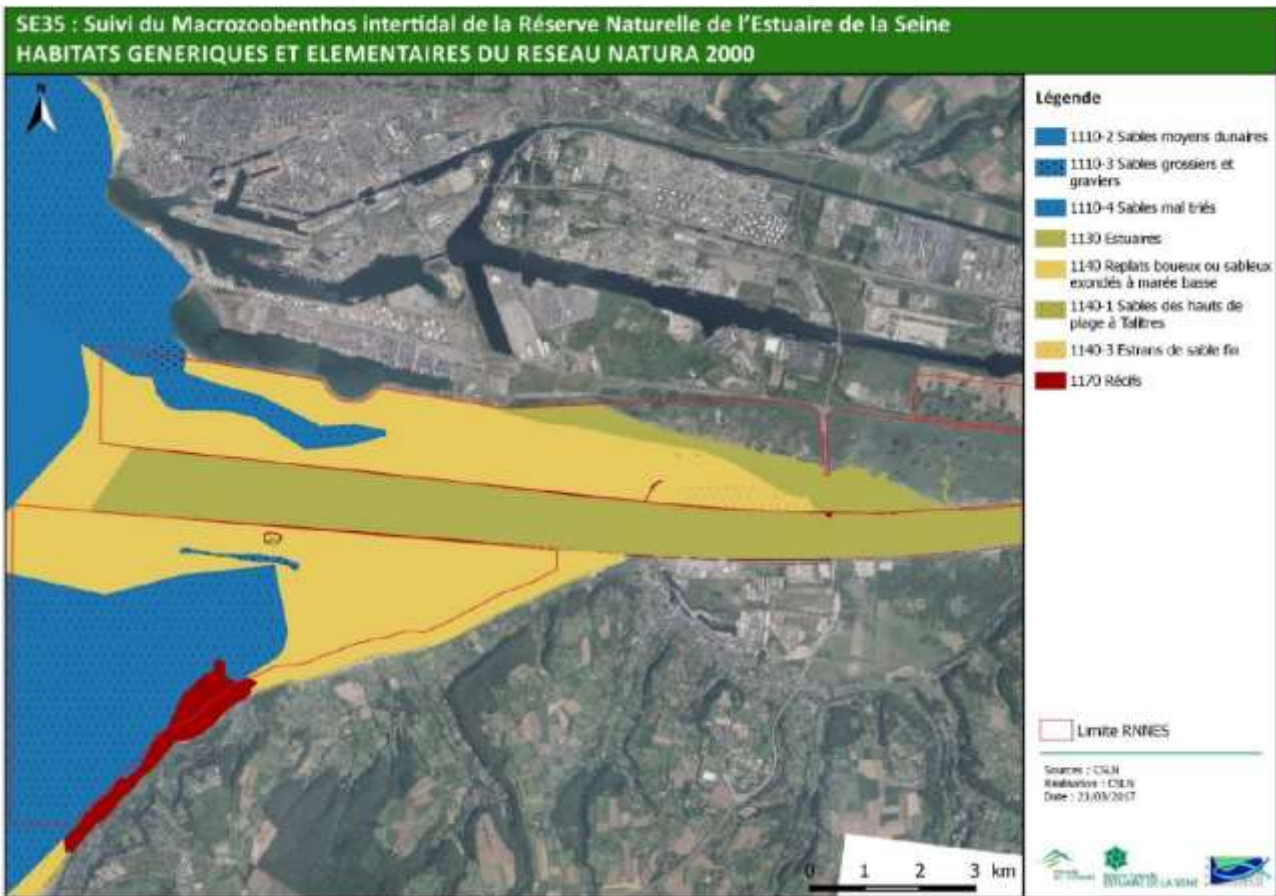 SE35 : Suivi du Macrozoobenthos intertidal de la Réserve Naturelle de l'Estuaire de la Seine
HABITATS GENERIQUES ET ELEMENTAIRES DU RESEAU NATURA 2000
N
Légende
1110-2 Sables moyens dunaires
1110-3 Sables grossiers et
graviers
1110-4 Sables mal triés
1130 Estuaires
1140 Replats boueux ou sableux
exondés à marée basse
1140-1 Sables des hauts de
plage à Talitres
1140-3 Estrans de sable fin
1170 Récifs
Limite RNNES
Sources : CSLN
Réalisation : CSLN
Date : 23/03/2017
ESTUAIRE DE LA SEINE
0 1 2 3 km